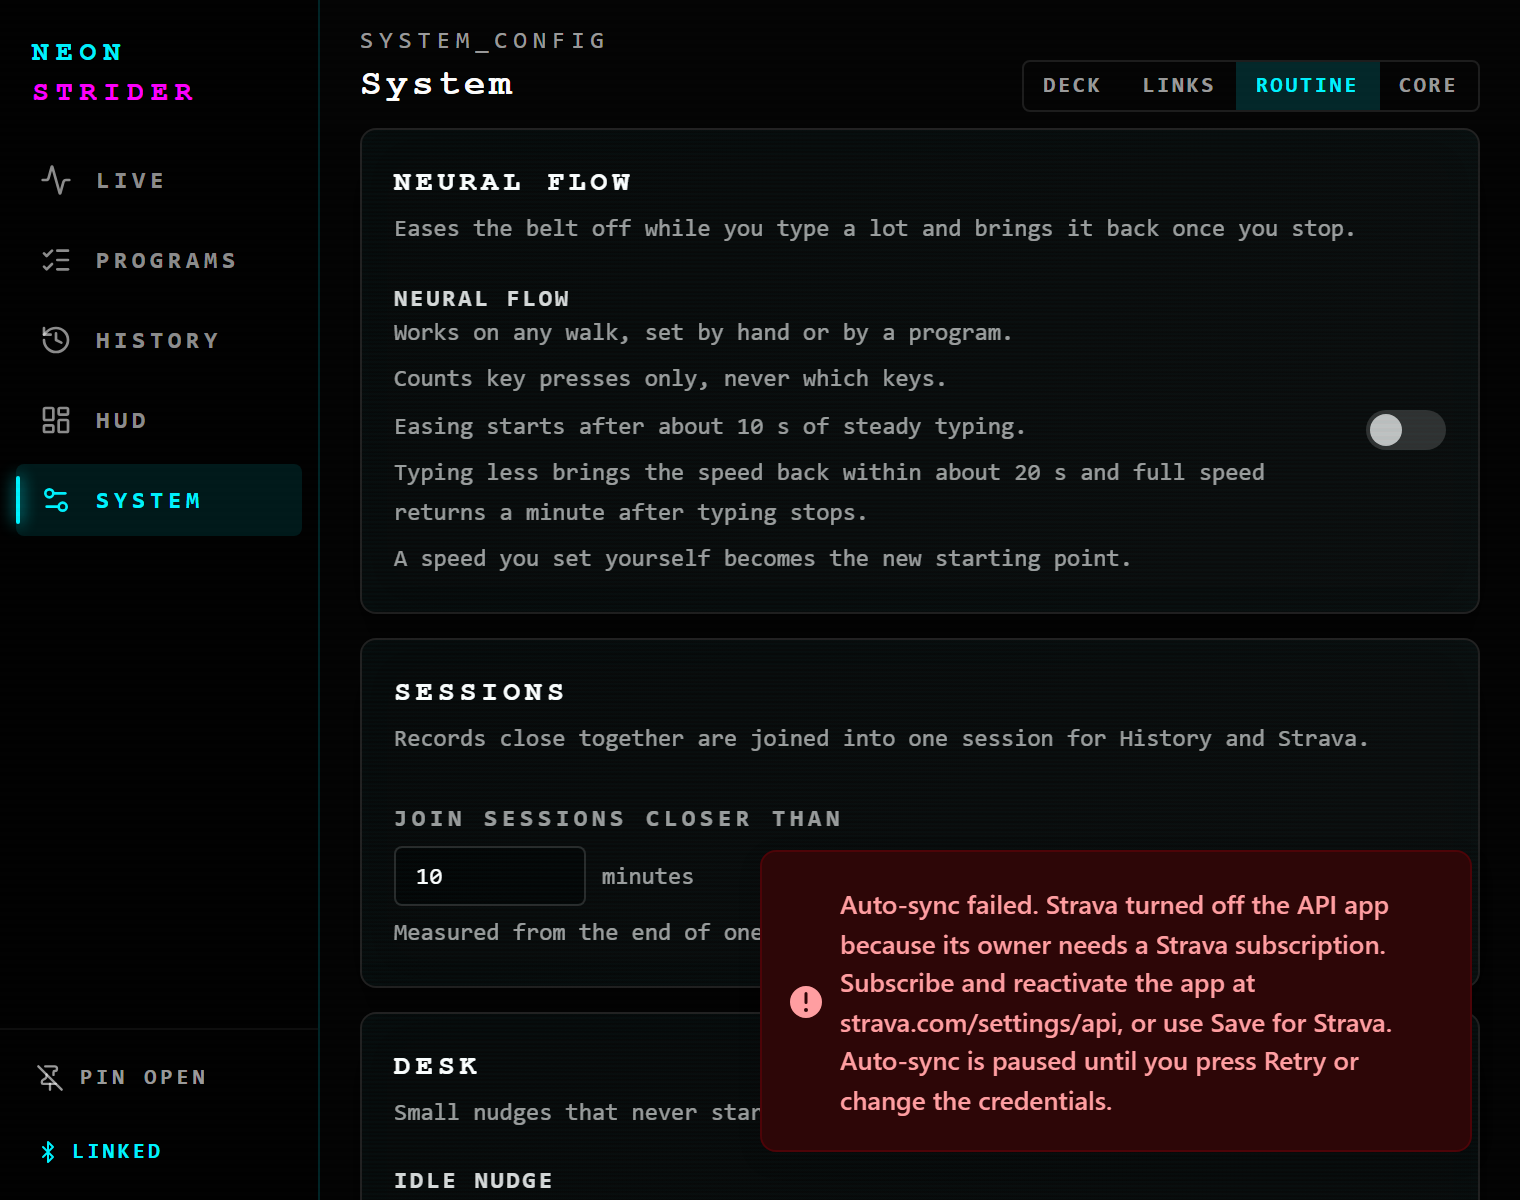 NEON
STRIDER
LIVE
PROGRAMS
HISTORY
HUD
SYSTEM
PIN OPEN
LINKED
SYSTEM_CONFIG
System
DECK LINKS ROUTINE CORE
NEURAL FLOW
Eases the belt off while you type a lot and brings it back once you stop.
NEURAL FLOW
Works on any walk, set by hand or by a program.
Counts key presses only, never which keys.
Easing starts after about 10 s of steady typing.
Typing less brings the speed back within about 20 s and full speed
returns a minute after typing stops.
A speed you set yourself becomes the new starting point.
SESSIONS
Records close together are joined into one session for History and Strava.
JOIN SESSIONS CLOSER THAN
10 minutes
Measured from the end of one
DESK
Small nudges that never star
IDLE NUDGE
Auto-sync failed. Strava turned off the API app
because its owner needs a Strava subscription.
Subscribe and reactivate the app at
strava.com/settings/api, or use Save for Strava.
Auto-sync is paused until you press Retry or
change the credentials.